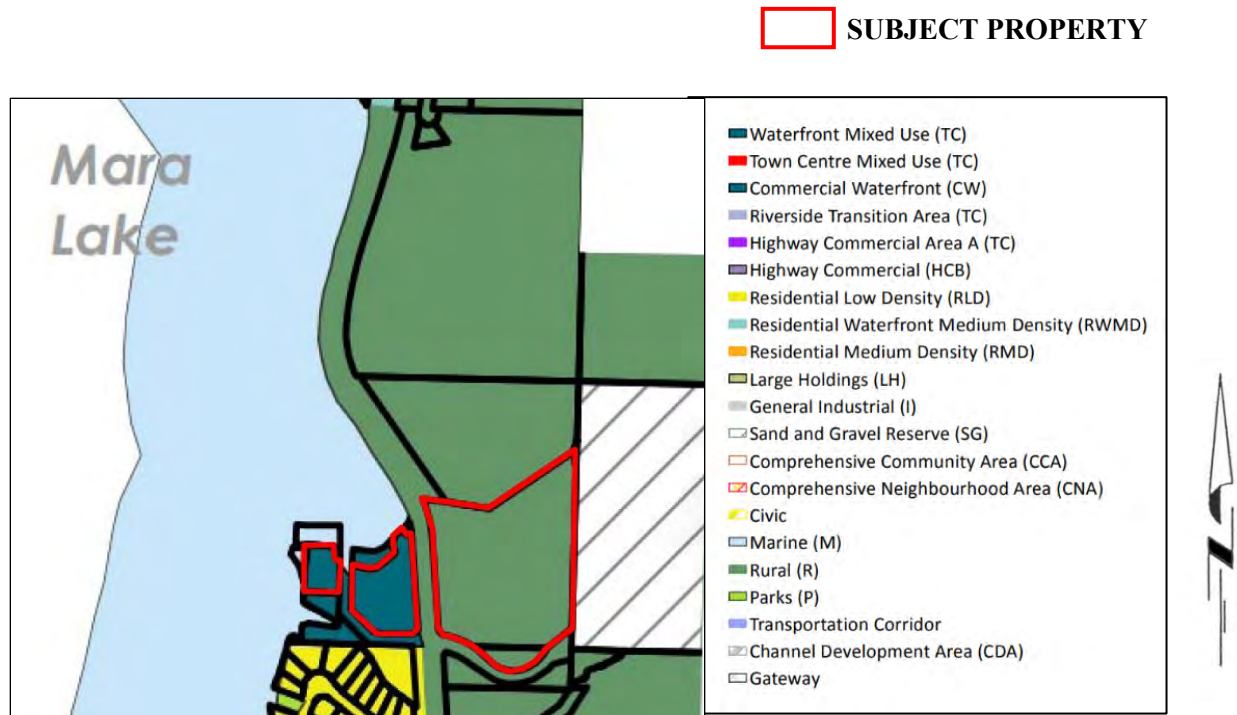 SUBJECT PROPERTY
Mara
Lake
Waterfront Mixed Use (TC)
Town Centre Mixed Use (TC)
Commercial Waterfront (CW)
Riverside Transition Area (TC)
Highway Commercial Area A (TC)
Highway Commercial (HCB)
Residential Low Density (RLD)
Residential Waterfront Medium Density (RWMD)
Residential Medium Density (RMD)
Large Holdings (LH)
General Industrial (I)
Sand and Gravel Reserve (SG)
Comprehensive Community Area (CCA)
Comprehensive Neighbourhood Area (CNA)
Civic
Marine (M)
Rural (R)
Parks (P)
Transportation Corridor
Channel Development Area (CDA)
Gateway